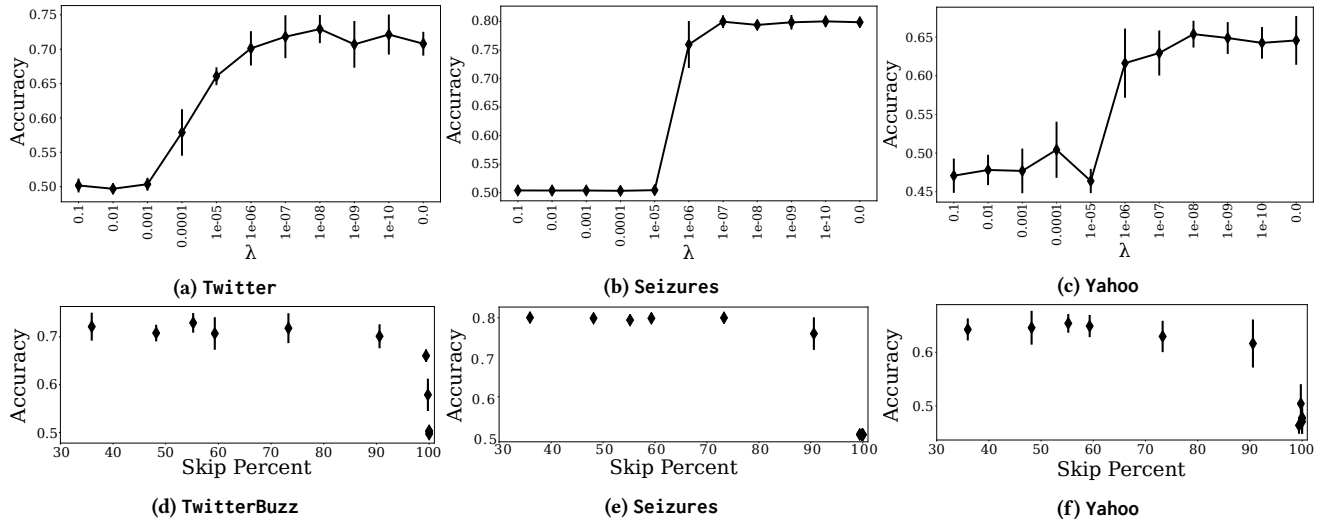 0.75
0.70
0.65
0.60
0.55
0.50
Accuracy
0.1
0.01
0.001
0.0001
1e-05
1e-06
1e-07
1e-08
1e-09
1e-10
0.0
λ
(a) Twitter
0.80
0.75
0.70
0.65
0.60
0.55
0.50
Accuracy
0.1
0.01
0.001
0.0001
1e-05
1e-06
1e-07
1e-08
1e-09
1e-10
0.0
λ
(b) Seizures
0.65
0.60
0.55
0.50
0.45
Accuracy
0.1
0.01
0.001
0.0001
1e-05
1e-06
1e-07
1e-08
1e-09
1e-10
0.0
λ
(c) Yahoo
0.7
0.6
0.5
Accuracy
30 40 50 60 70 80 90 100
Skip Percent
(d) TwitterBuzz
0.8
0.7
0.6
0.5
Accuracy
30 40 50 60 70 80 90 100
Skip Percent
(e) Seizures
0.6
0.5
Accuracy
30 40 50 60 70 80 90 100
Skip Percent
(f) Yahoo